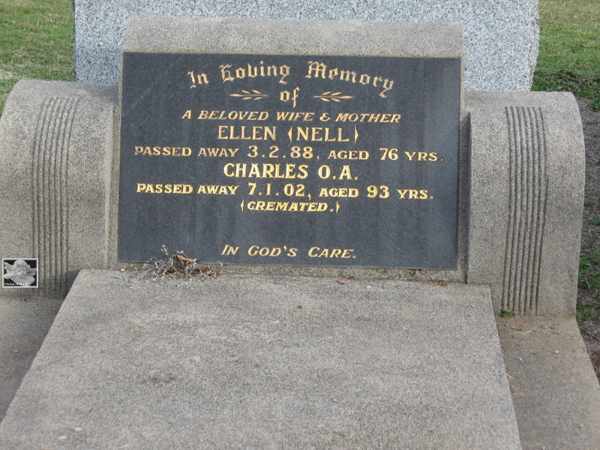 In Loving Memory
of
A BELOVED WIFE & MOTHER
ELLEN (NELL)
PASSED AWAY 3.2.88, AGED 76 YRS.
CHARLES O.A.
PASSED AWAY 7.1.02, AGED 93 YRS.
(CREMATED.)
IN GOD'S CARE.